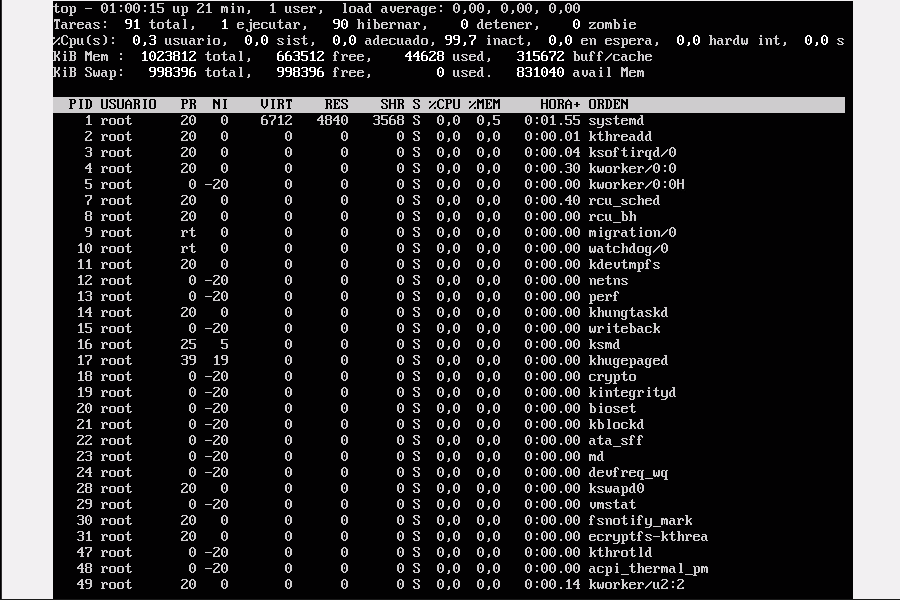 top - 01:00:15 up 21 min,  1 user,  load average: 0,00, 0,00, 0,00
Tareas:  91 total,   1 ejecutar,  90 hibernar,   0 detener,   0 zombie
%Cpu(s):  0,3 usuario,  0,0 sist,  0,0 adecuado, 99,7 inact,  0,0 en espera,  0,0 hardw int,  0,0 s
KiB Mem :  1023812 total,   663512 free,    44628 used,   315672 buff/cache
KiB Swap:   998396 total,   998396 free,        0 used.   831040 avail Mem
PID USUARIO   PR  NI    VIRT    RES    SHR S %CPU %MEM     HORA+ ORDEN
1 root      20   0    6712   4840   3568 S  0,0  0,5   0:01.55 systemd
2 root      20   0       0      0      0 S  0,0  0,0   0:00.01 kthreadd
3 root      20   0       0      0      0 S  0,0  0,0   0:00.04 ksoftirqd/0
4 root      20   0       0      0      0 S  0,0  0,0   0:00.30 kworker/0:0
5 root       0 -20       0      0      0 S  0,0  0,0   0:00.00 kworker/0:0H
7 root      20   0       0      0      0 S  0,0  0,0   0:00.40 rcu_sched
8 root      20   0       0      0      0 S  0,0  0,0   0:00.00 rcu_bh
9 root      rt   0       0      0      0 S  0,0  0,0   0:00.00 migration/0
10 root      rt   0       0      0      0 S  0,0  0,0   0:00.00 watchdog/0
11 root      20   0       0      0      0 S  0,0  0,0   0:00.00 kdevtmpfs
12 root       0 -20       0      0      0 S  0,0  0,0   0:00.00 netns
13 root       0 -20       0      0      0 S  0,0  0,0   0:00.00 perf
14 root      20   0       0      0      0 S  0,0  0,0   0:00.00 khungtaskd
15 root       0 -20       0      0      0 S  0,0  0,0   0:00.00 writeback
16 root      25   5       0      0      0 S  0,0  0,0   0:00.00 ksmd
17 root      39  19       0      0      0 S  0,0  0,0   0:00.00 khugepaged
18 root       0 -20       0      0      0 S  0,0  0,0   0:00.00 crypto
19 root       0 -20       0      0      0 S  0,0  0,0   0:00.00 kintegrityd
20 root       0 -20       0      0      0 S  0,0  0,0   0:00.00 bioset
21 root       0 -20       0      0      0 S  0,0  0,0   0:00.00 kblockd
22 root       0 -20       0      0      0 S  0,0  0,0   0:00.00 ata_sff
23 root       0 -20       0      0      0 S  0,0  0,0   0:00.00 md
24 root       0 -20       0      0      0 S  0,0  0,0   0:00.00 devfreq_wq
28 root      20   0       0      0      0 S  0,0  0,0   0:00.00 kswapd0
29 root       0 -20       0      0      0 S  0,0  0,0   0:00.00 vmstat
30 root      20   0       0      0      0 S  0,0  0,0   0:00.00 fsnotify_mark
31 root      20   0       0      0      0 S  0,0  0,0   0:00.00 ecryptfs-kthrea
47 root       0 -20       0      0      0 S  0,0  0,0   0:00.00 kthrotld
48 root       0 -20       0      0      0 S  0,0  0,0   0:00.00 acpi_thermal_pm
49 root      20   0       0      0      0 S  0,0  0,0   0:00.14 kworker/u2:2